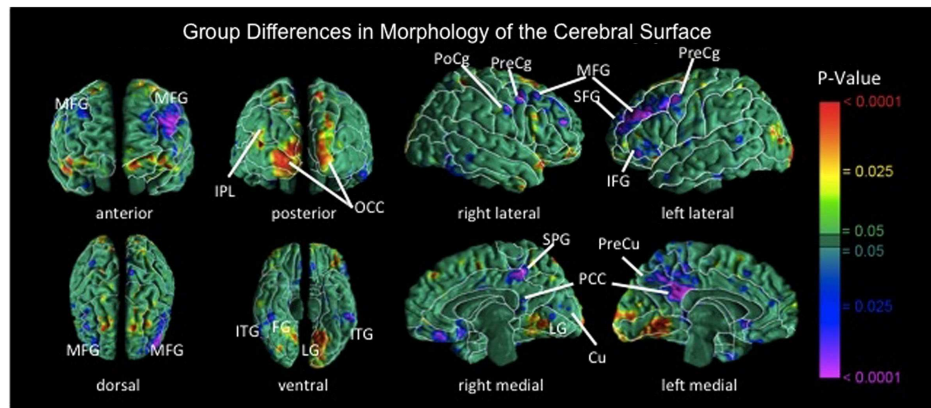 Group Differences in Morphology of the Cerebral Surface
PoCg
PreCg
MFG
SFG
PreCg
P-Value
MFG
MFG
< 0.0001
= 0.025
= 0.05
= 0.05
= 0.025
< 0.0001
IPL
OCC
IFG
anterior
posterior
right lateral
left lateral
SPG
PreCu
PCC
ITG
FG
ITG
LG
LG
Cu
MFG
MFG
dorsal
ventral
right medial
left medial